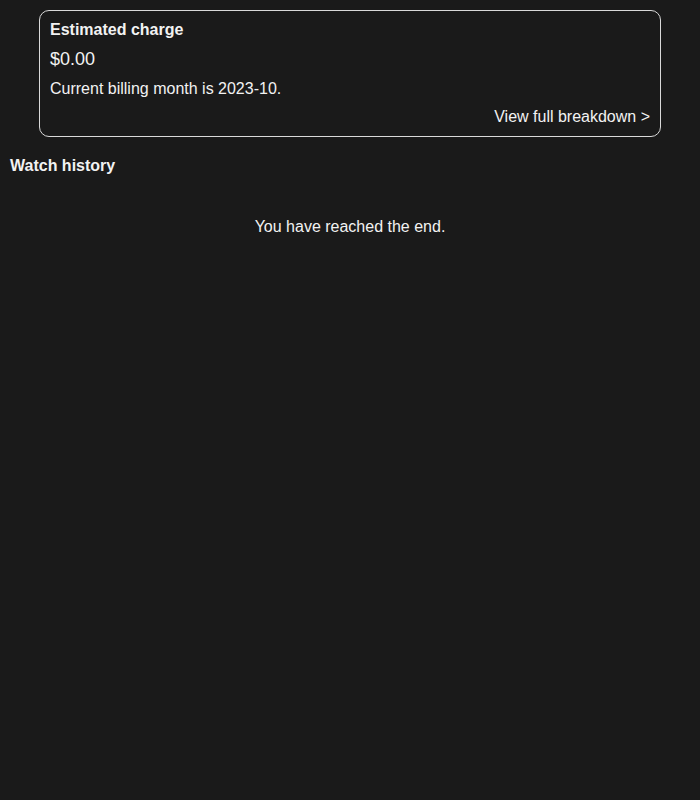 Estimated charge
$0.00
Current billing month is 2023-10.
View full breakdown >
Watch history
You have reached the end.